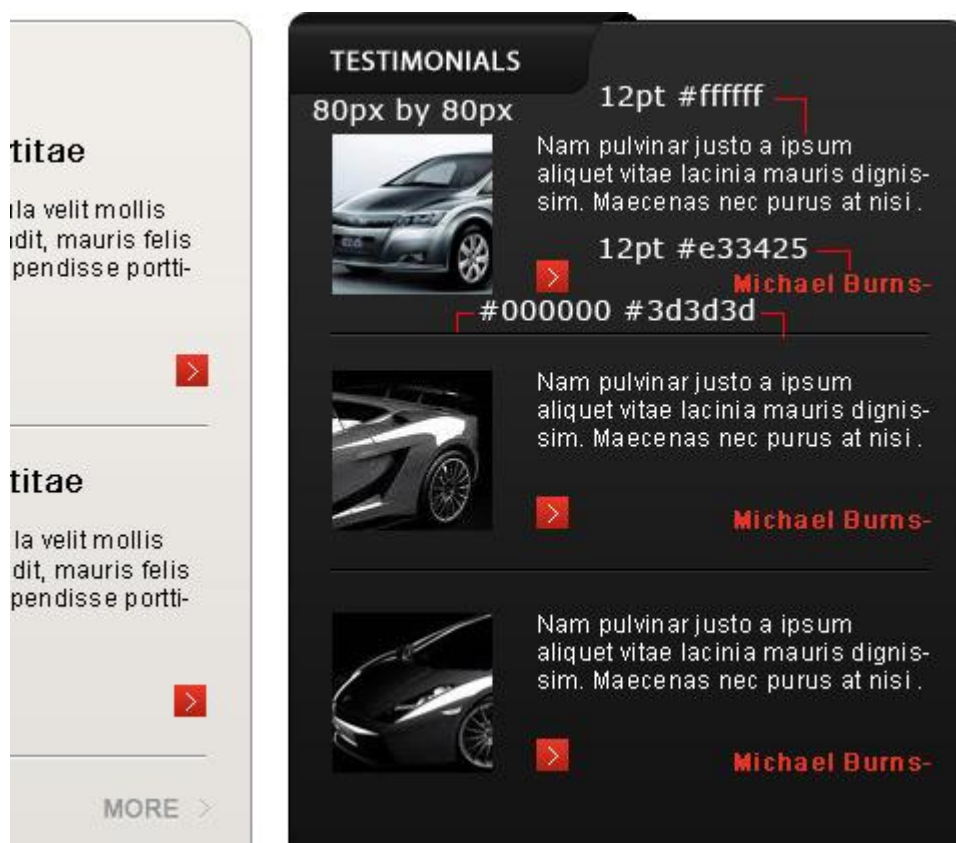 titae
ula velit mollis
dit, mauris felis
pendisse portti-
titae
la velit mollis
dit, mauris felis
pendisse portti-
MORE
TESTIMONIALS
80px by 80px
12pt #ffffff
Nam pulvinar justo a ipsum
aliquet vitae lacinia mauris dignis-
sim. Maecenas nec purus at nisi .
12pt #e33425
Michael Burns-
#000000 #3d3d3d
Nam pulvinar justo a ipsum
aliquet vitae lacinia mauris dignis-
sim. Maecenas nec purus at nisi .
Michael Burns-
Nam pulvinar justo a ipsum
aliquet vitae lacinia mauris dignis-
sim. Maecenas nec purus at nisi .
Michael Burns-